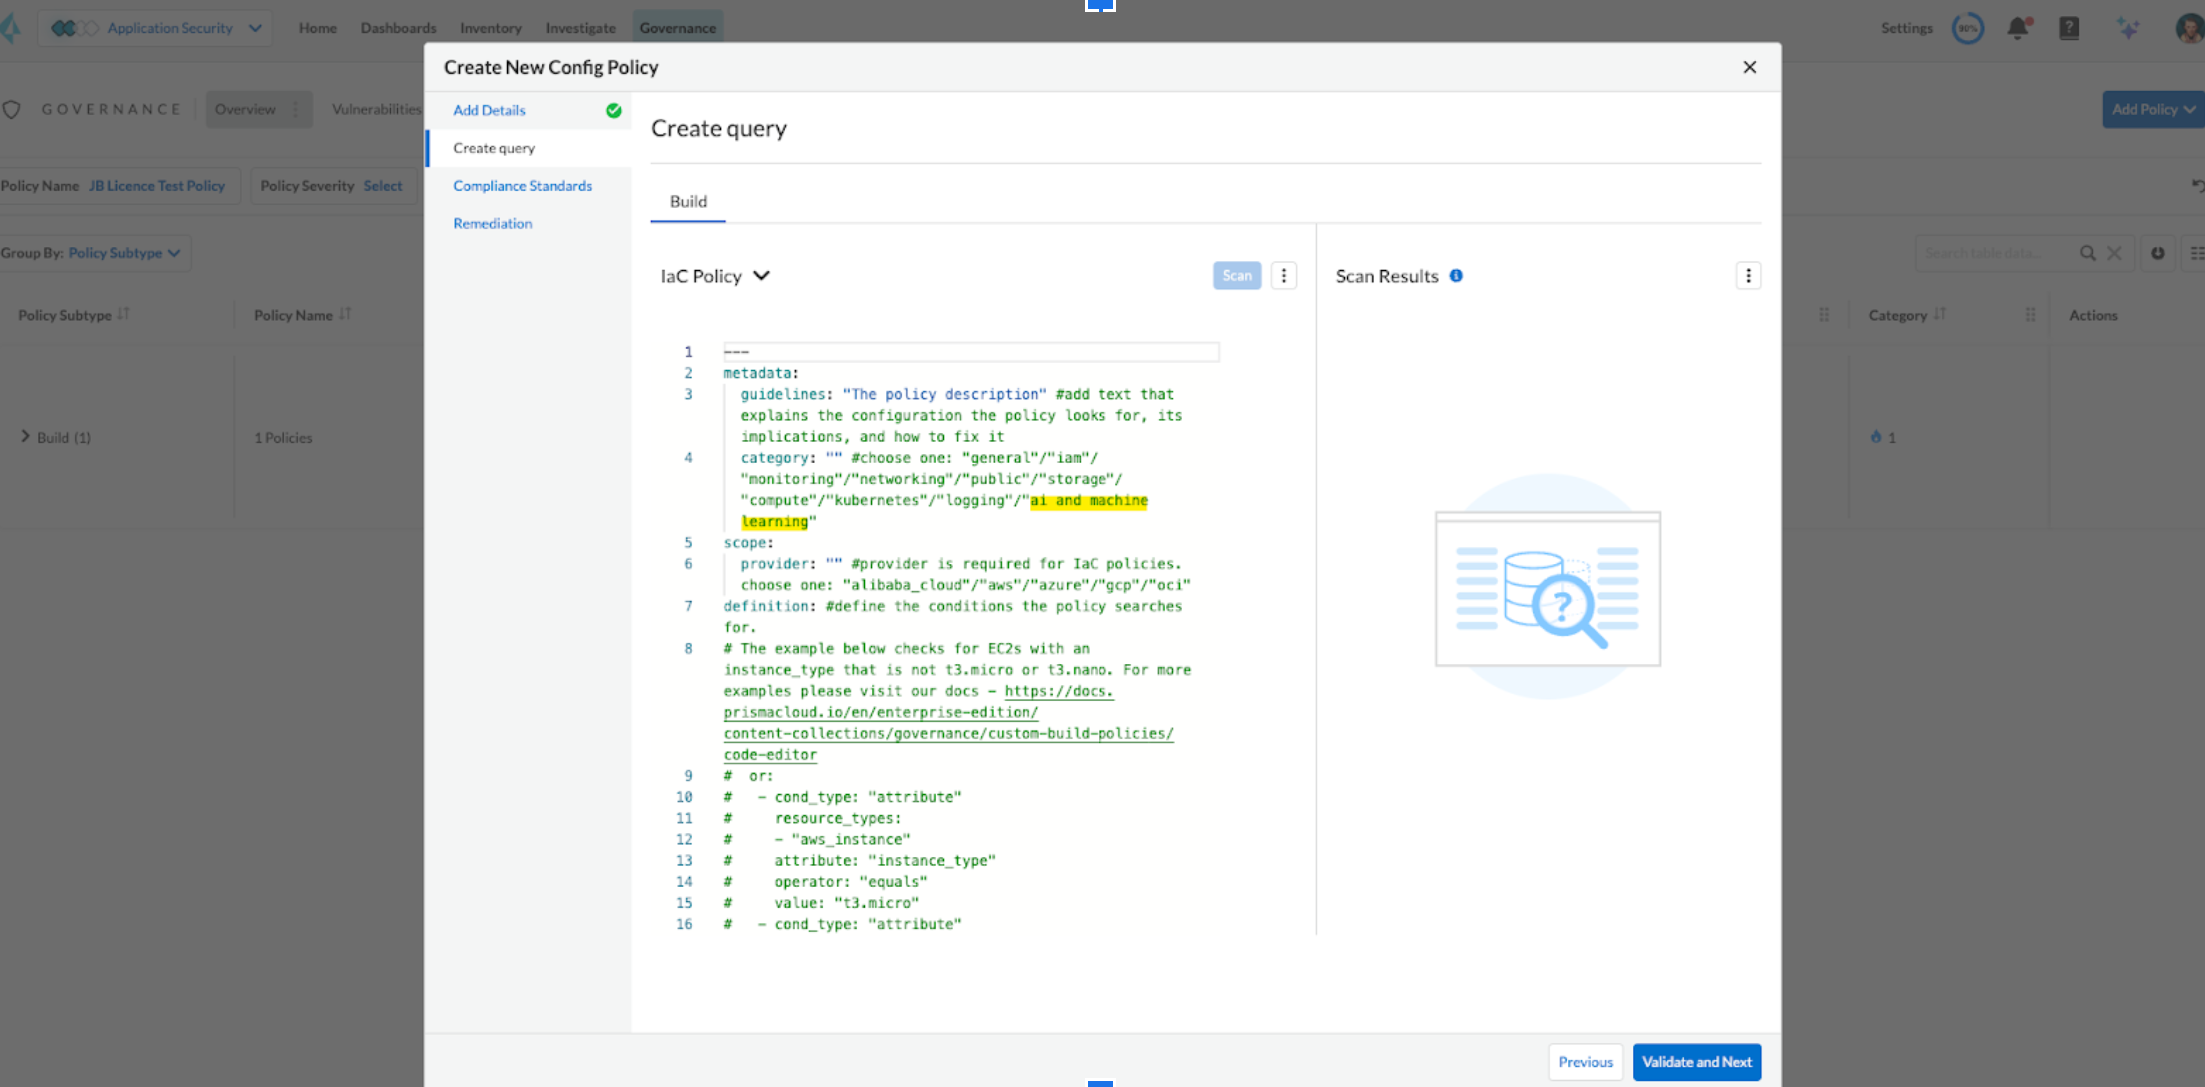 Application Security
Home
Dashboards
Inventory
Investigate
Governance
Settings
90%
GOVERNANCE
Overview
Vulnerabilities
Add Policy
Policy Name JB Licence Test Policy
Policy Severity Select
Group By: Policy Subtype
Search table data...
Policy Subtype
Policy Name
Category
Actions
Build (1)
1 Policies
1
Create New Config Policy
Add Details
Create query
Compliance Standards
Remediation
Create query
Build
IaC Policy
Scan
Scan Results
1 ---
2 metadata:
3 guidelines: "The policy description" #add text that
explains the configuration the policy looks for, its
implications, and how to fix it
4 category: "" #choose one: "general"/"iam"/
"monitoring"/"networking"/"public"/"storage"/
"compute"/"kubernetes"/"logging"/"ai and machine
learning"
5 scope:
6 provider: "" #provider is required for IaC policies.
choose one: "alibaba_cloud"/"aws"/"azure"/"gcp"/"oci"
7 definition: #define the conditions the policy searches
for.
8 # The example below checks for EC2s with an
instance_type that is not t3.micro or t3.nano. For more
examples please visit our docs - https://docs.
prismacloud.io/en/enterprise-edition/
content-collections/governance/custom-build-policies/
code-editor
9 # or:
10 # - cond_type: "attribute"
11 # resource_types:
12 # - "aws_instance"
13 # attribute: "instance_type"
14 # operator: "equals"
15 # value: "t3.micro"
16 # - cond_type: "attribute"
Previous
Validate and Next